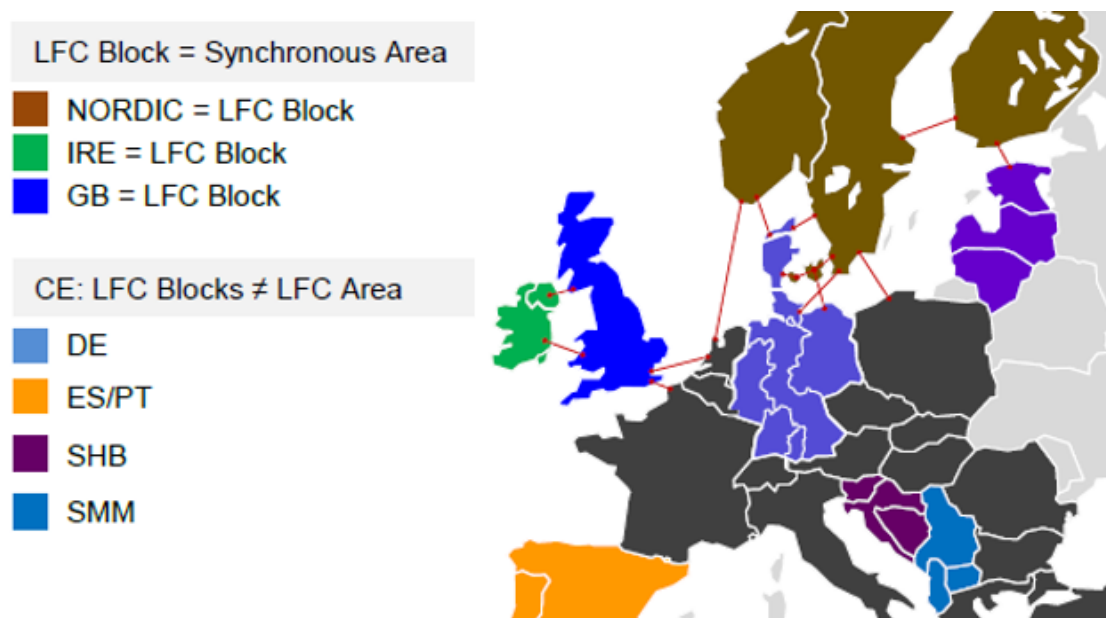 LFC Block = Synchronous Area
NORDIC = LFC Block
IRE = LFC Block
GB = LFC Block
CE: LFC Blocks ≠ LFC Area
DE
ES/PT
SHB
SMM